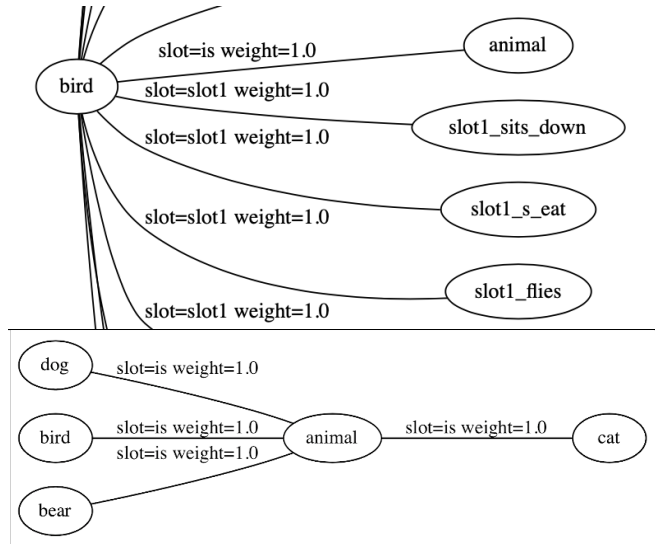 animal
slot=is weight=1.0
bird
slot=slot1 weight=1.0
slot1_sits_down
slot=slot1 weight=1.0
slot1_s_eat
slot=slot1 weight=1.0
slot1_flies
slot=slot1 weight=1.0
dog
slot=is weight=1.0
bird
slot=is weight=1.0
animal
slot=is weight=1.0
cat
slot=is weight=1.0
bear